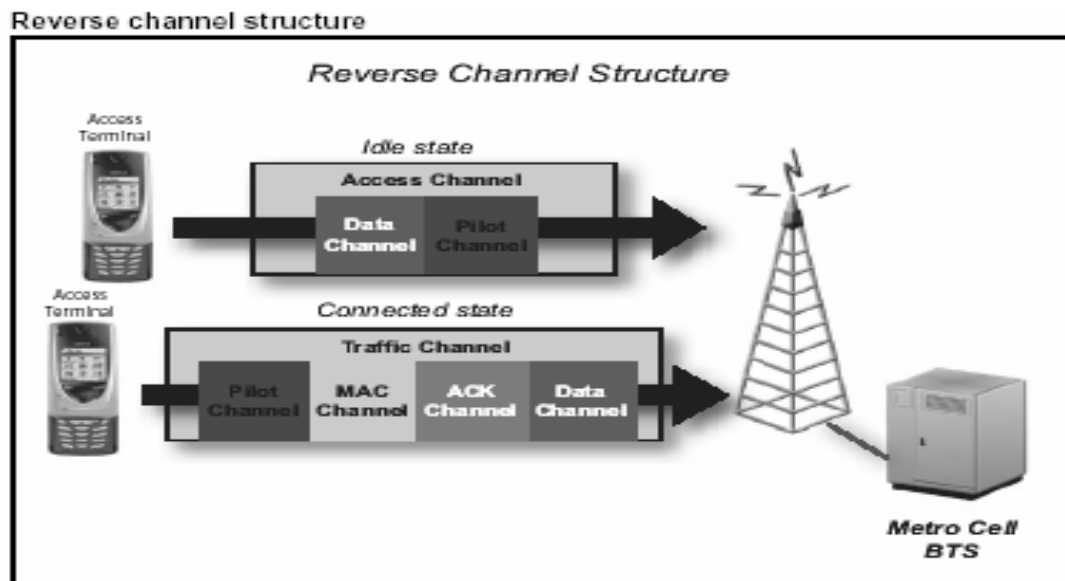 Reverse channel structure
Reverse Channel Structure
Access
Terminal
Idle state
Access Channel
Data
Channel
Pilot
Channel
Access
Terminal
Connected state
Traffic Channel
Pilot
Channel
MAC
Channel
ACK
Channel
Data
Channel
Metro Cell
BTS